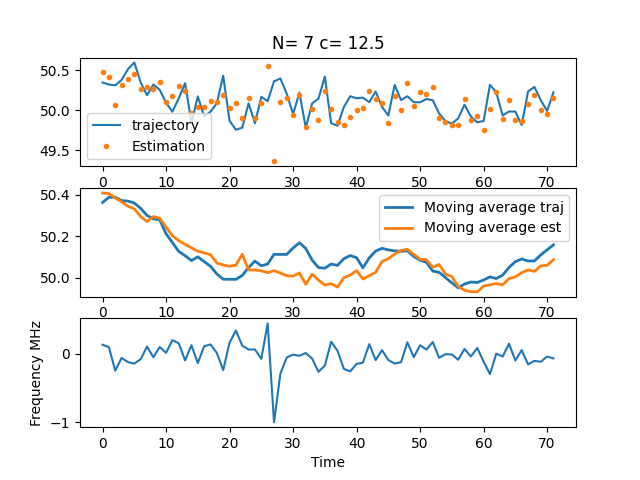 N= 7 c= 12.5
50.5
50.0
49.5
trajectory
Estimation
0 10 20 30 40 50 60 70
50.4
50.2
50.0
Moving average traj
Moving average est
0 10 20 30 40 50 60 70
Frequency MHz
0
−1
0 10 20 30 40 50 60 70
Time